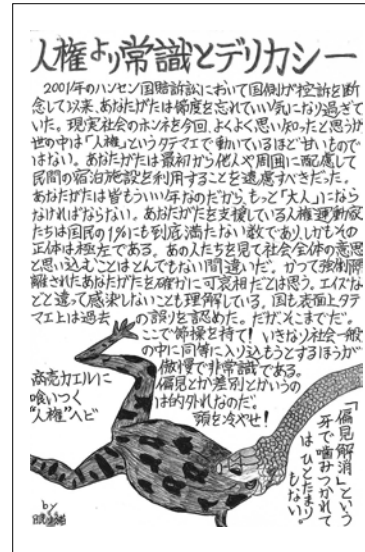 人権より常識とデリカシー
2001年のハンセン国賠訴訟において国側が控訴を断
念して以来、あなたがたは節度を忘れていい気になり過ぎて
いた。現実社会のホンネを今回、よくよく思い知ったと思うが
世の中は「人権」というタテマエで動いているほど甘いもので
はない。あなたがたは最初から他人や周囲に配慮して
民間の宿泊施設を利用することを遠慮すべきだった。
あなたがたは皆もういい年なのだから、もっと「大人」になら
なければならない。あなたがたを支援している人権運動家
たちは国民の1%にも到底満たない数であり、しかもその
正体は極左である。あの人たちを見て社会全体の意思
と思い込むことはとんでもない間違いだ。かつて強制隔
離されたあなたがたを確かに可哀相だとは思う。エイズな
どと違って感染しないことも理解している。国も表面上タテ
マエ上は過去の誤りを認めた。だが、そこまでだ。
ここで節操を持て!いきなり社会一般
の中に同等に入り込もうとするほうが
傲慢で非常識である。
偏見とか差別とかいうの
は的外れなのだ。
頭を冷やせ!
商売カエルに
喰いつく
“人権”ヘビ
「偏見解消」という
牙で噛みつかれて
は ひとたまり
もない。
by